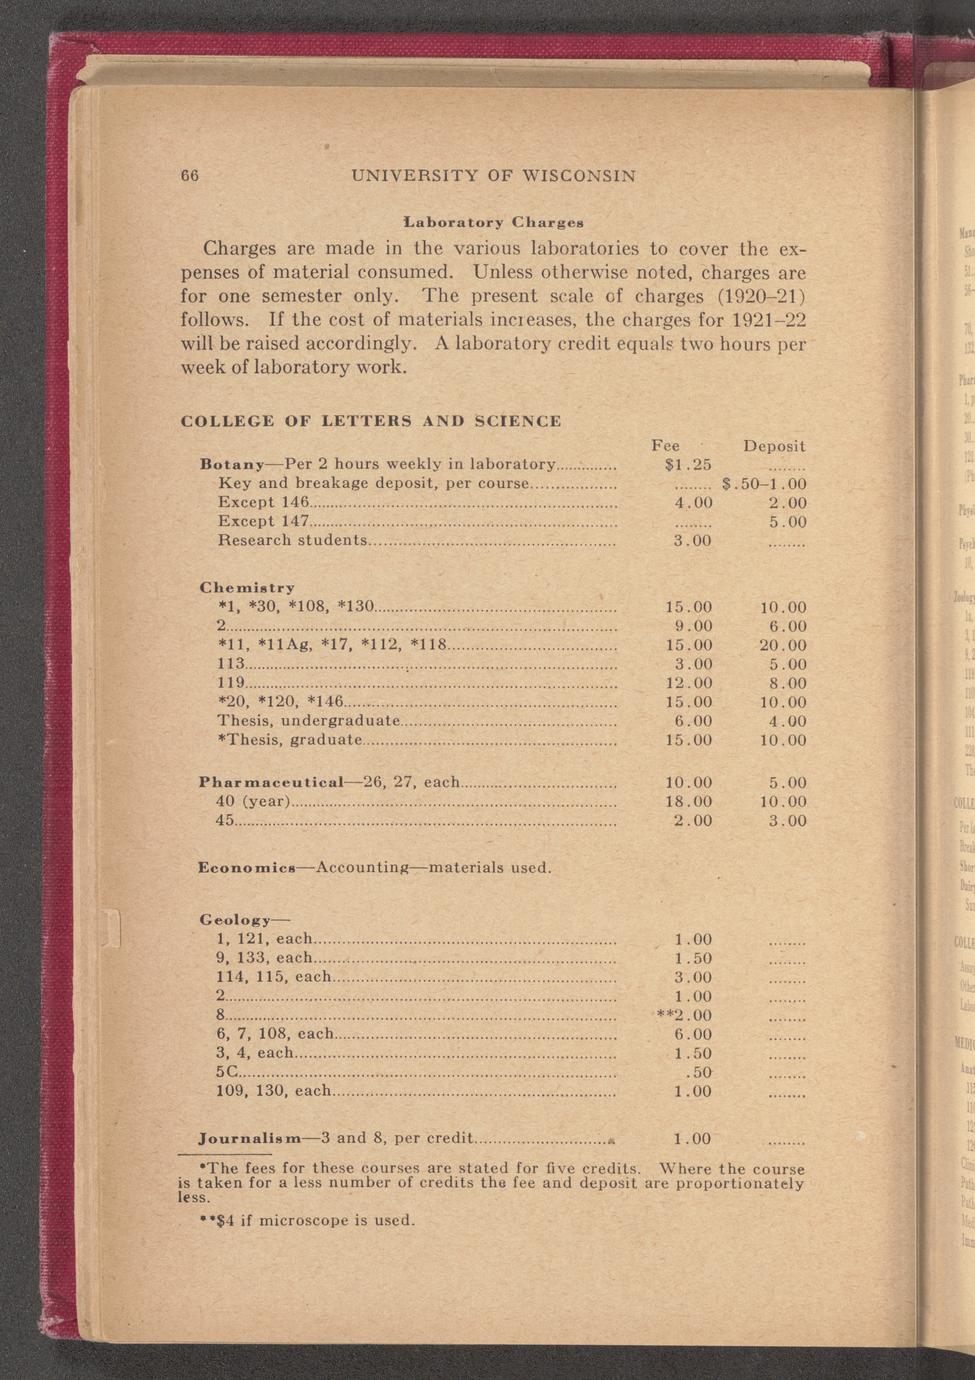 66 UNIVERSITY OF WISCONSIN
Laboratory Charges
Charges are made in the various laboratories to cover the ex-
penses of material consumed. Unless otherwise noted, charges are
for one semester only. The present scale of charges (1920–21)
follows. If the cost of materials increases, the charges for 1921–22
will be raised accordingly. A laboratory credit equals two hours per
week of laboratory work.
COLLEGE OF LETTERS AND SCIENCE
Fee Deposit
Botany—Per 2 hours weekly in laboratory............. $1.25 ........
Key and breakage deposit, per course.................. ........ $.50–1.00
Except 146.................... 4.00 2.00
Except 147.................... ........ 5.00
Research students.................... 3.00 ........
Chemistry
*1, *30, *108, *130.................... 15.00 10.00
2.................... 9.00 6.00
*11, *11Ag, *17, *112, *118.................... 15.00 20.00
113.................... 3.00 5.00
119.................... 12.00 8.00
*20, *120, *146.................... 15.00 10.00
Thesis, undergraduate.................... 6.00 4.00
*Thesis, graduate.................... 15.00 10.00
Pharmaceutical—26, 27, each.................... 10.00 5.00
40 (year).................... 18.00 10.00
45.................... 2.00 3.00
Economics—Accounting—materials used.
Geology—
1, 121, each.................... 1.00 ........
9, 133, each.................... 1.50 ........
114, 115, each.................... 3.00 ........
2.................... 1.00 ........
8.................... **2.00 ........
6, 7, 108, each.................... 6.00 ........
3, 4, each.................... 1.50 ........
5C.................... .50 ........
109, 130, each.................... 1.00 ........
Journalism—3 and 8, per credit.................... 1.00 ........
*The fees for these courses are stated for five credits. Where the course
is taken for a less number of credits the fee and deposit are proportionately
less.
**$4 if microscope is used.